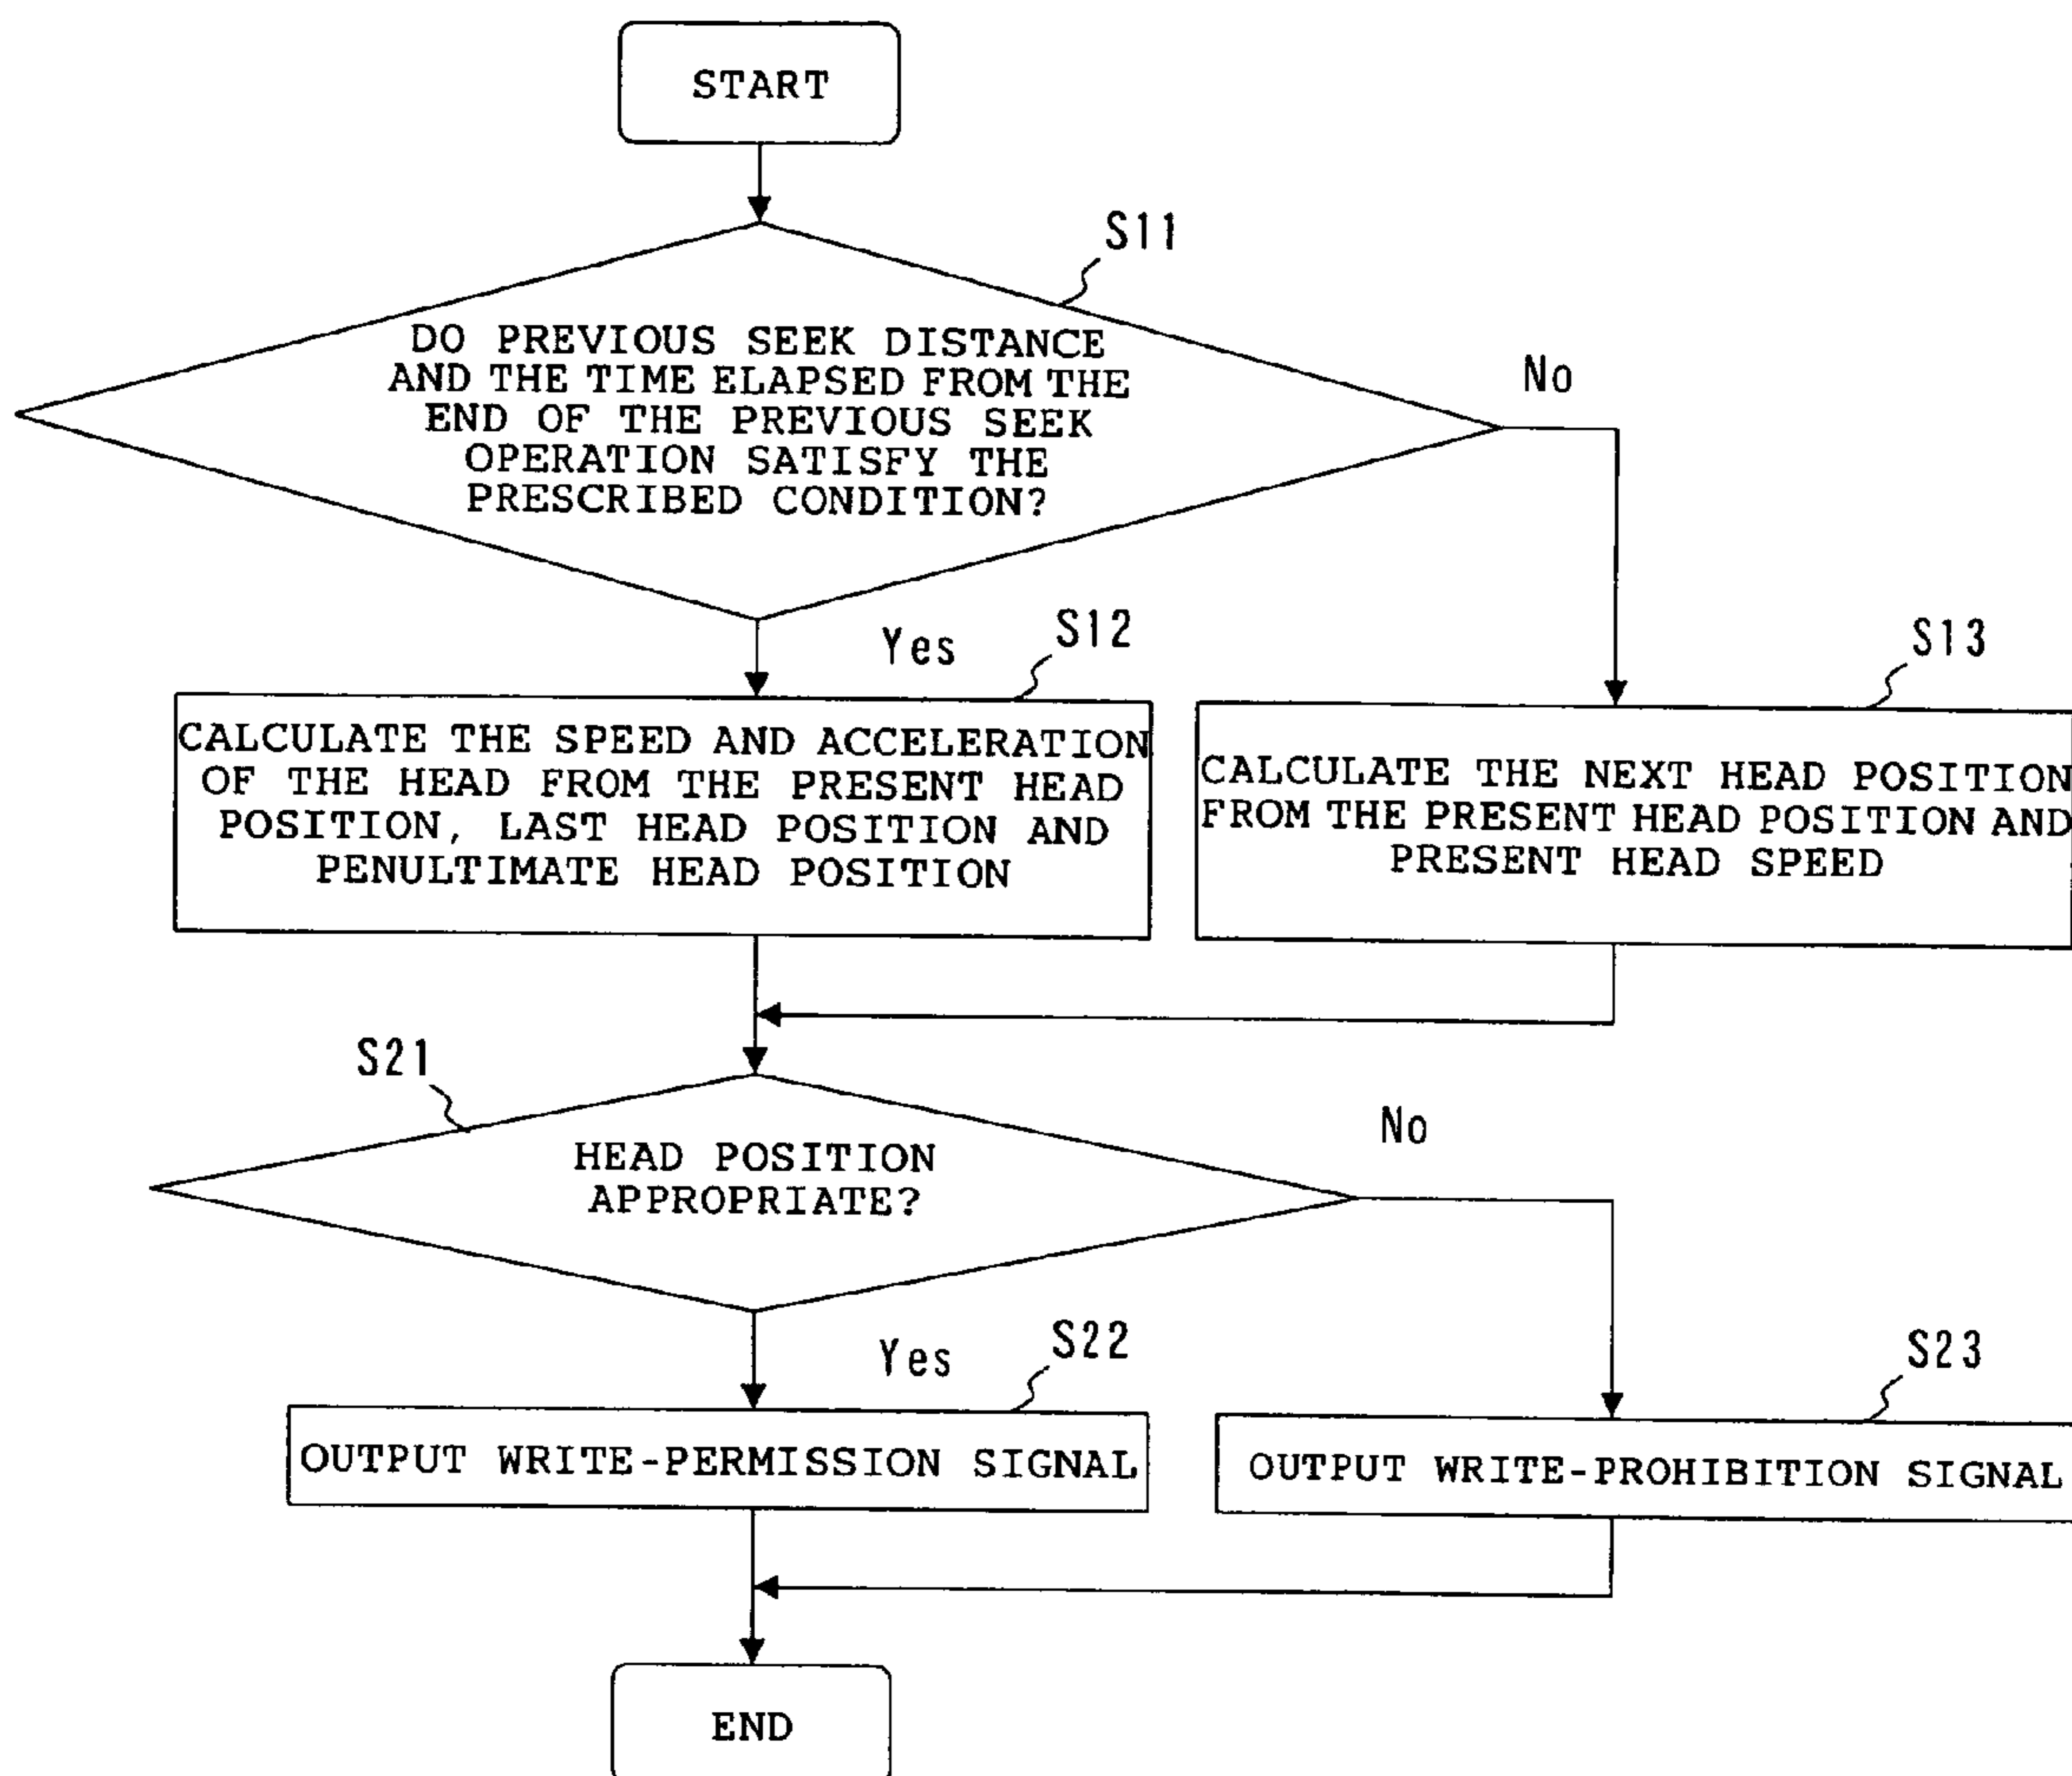 START
S11
DO PREVIOUS SEEK DISTANCE
AND THE TIME ELAPSED FROM THE
END OF THE PREVIOUS SEEK
OPERATION SATISFY THE
PRESCRIBED CONDITION?
No
Yes
S12
S13
CALCULATE THE SPEED AND ACCELERATION
OF THE HEAD FROM THE PRESENT HEAD
POSITION, LAST HEAD POSITION AND
PENULTIMATE HEAD POSITION
CALCULATE THE NEXT HEAD POSITION
FROM THE PRESENT HEAD POSITION AND
PRESENT HEAD SPEED
S21
HEAD POSITION
APPROPRIATE?
No
Yes
S22
S23
OUTPUT WRITE-PERMISSION SIGNAL
OUTPUT WRITE-PROHIBITION SIGNAL
END